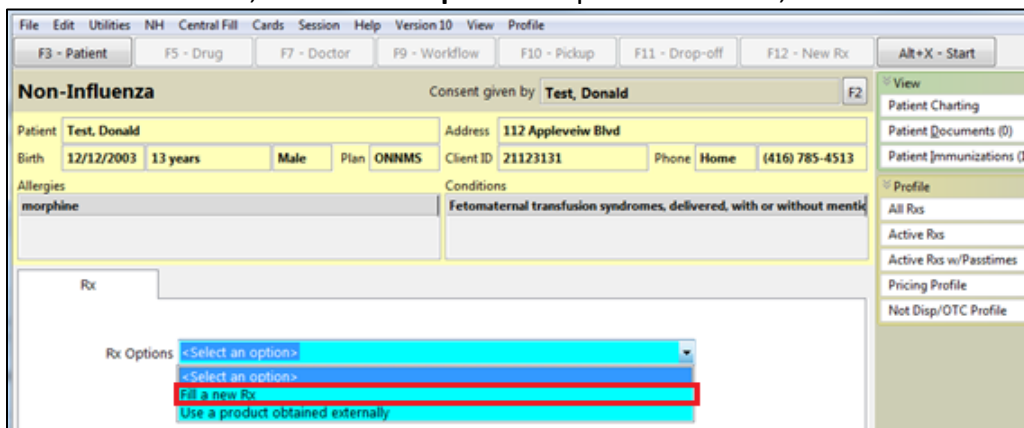 File Edit Utilities NH Central Fill Cards Session Help Version 10 View Profile
F3 - Patient F5 - Drug F7 - Doctor F9 - Workflow F10 - Pickup F11 - Drop-off F12 - New Rx Alt+X - Start
Non-Influenza Consent given by Test, Donald F2
View
Patient Charting
Patient Test, Donald Address 112 Appleveiw Blvd
Patient Documents (0)
Birth 12/12/2003 13 years Male Plan ONNMS Client ID 21123131 Phone Home (416) 785-4513
Patient Immunizations
Allergies Conditions
Profile
morphine Fetomaternal transfusion syndromes, delivered, with or without
All Rxs
Active Rxs
Active Rxs w/Passtimes
Pricing Profile
Not Disp/OTC Profile
Rx
Rx Options <Select an option>
<Select an option>
Fill a new Rx
Use a product obtained externally